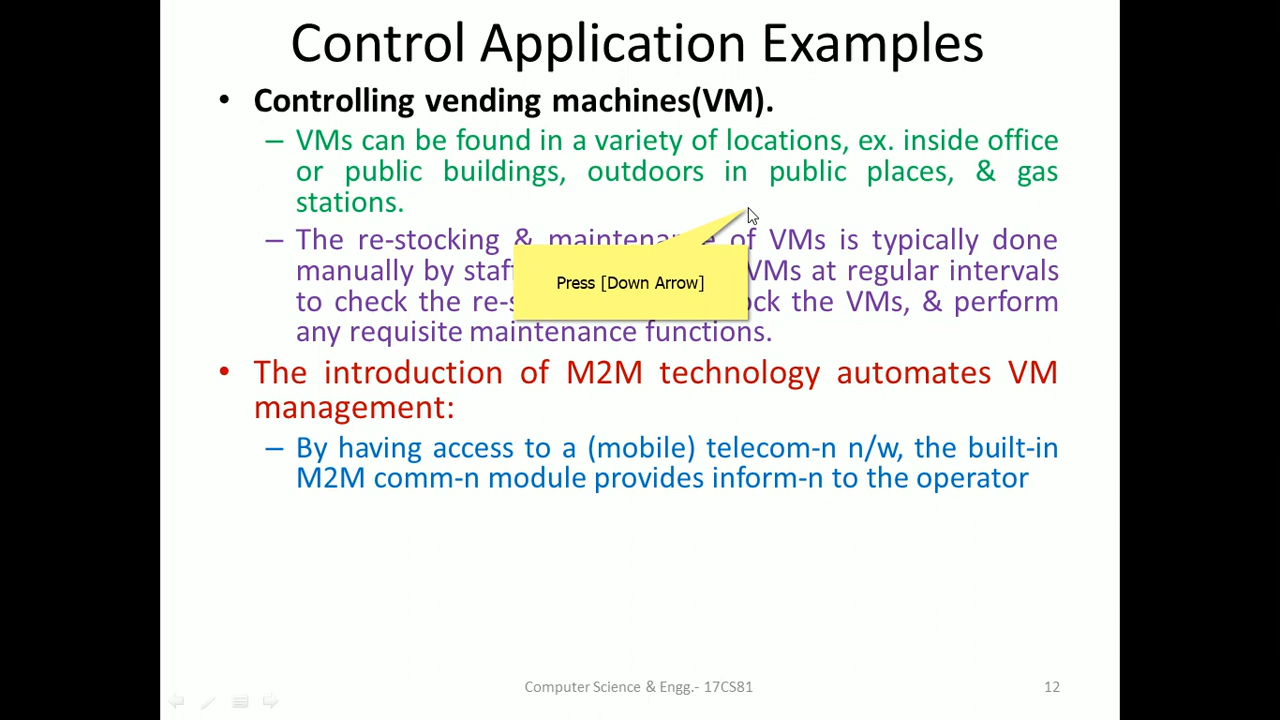 Control Application Examples
• Controlling vending machines(VM).
– VMs can be found in a variety of locations, ex. inside office
or public buildings, outdoors in public places, & gas
stations.
– The re-stocking & maintenance of VMs is typically done
manually by staf VMs at regular intervals
Press [Down Arrow]
to check the re-s ock the VMs, & perform
any requisite maintenance functions.
• The introduction of M2M technology automates VM
management:
– By having access to a (mobile) telecom-n n/w, the built-in
M2M comm-n module provides inform-n to the operator
Computer Science & Engg.- 17CS81
12